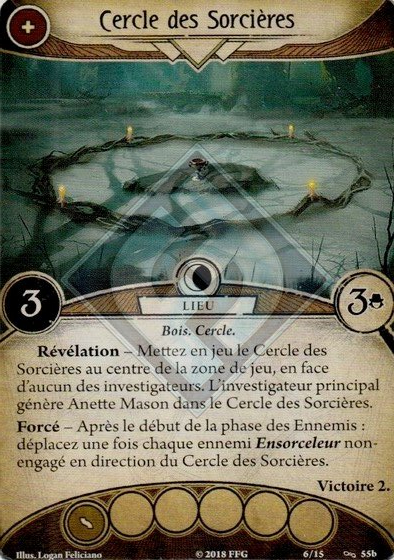 Cercle des Sorcières
3
LIEU
3
Bois. Cercle.
Révélation – Mettez en jeu le Cercle des
Sorcières au centre de la zone de jeu, en face
d’aucun des investigateurs. L’investigateur principal
génère Anette Mason dans le Cercle des Sorcières.
Forcé – Après le début de la phase des Ennemis :
déplacez une fois chaque ennemi Ensorceleur non-
engagé en direction du Cercle des Sorcières.
Victoire 2.
Illus. Logan Feliciano © 2018 FFG 6/15 55b